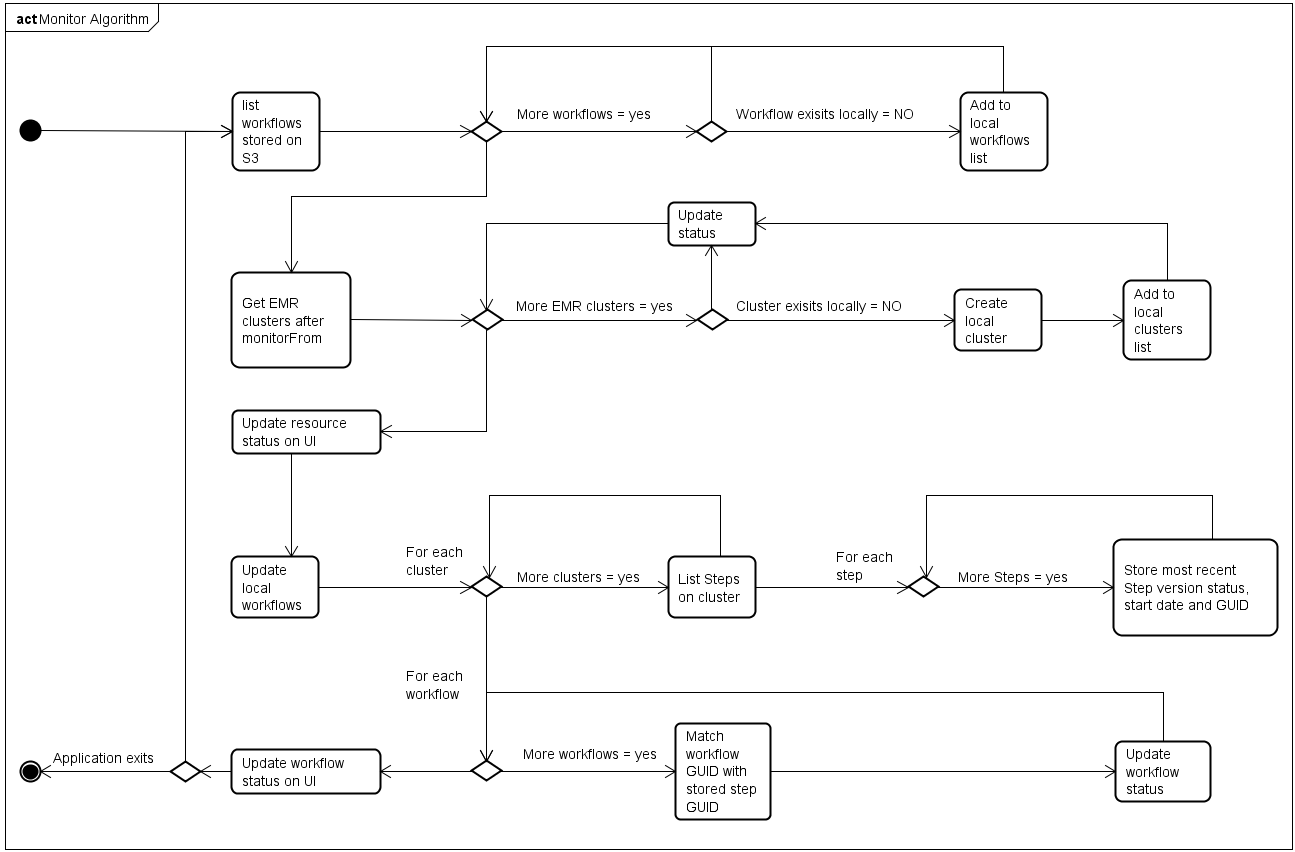 act Monitor Algorithm
list
workflows
stored on
S3
More workflows = yes
Workflow exisits locally = NO
Add to
local
workflows
list
Update
status
Get EMR
clusters after
monitorFrom
More EMR clusters = yes
Cluster exisits locally = NO
Create
local
cluster
Add to
local
clusters
list
Update resource
status on UI
Update
local
workflows
For each
cluster
More clusters = yes
List Steps
on cluster
For each
step
More Steps = yes
Store most recent
Step version status,
start date and GUID
For each
workflow
Application exits
Update workflow
status on UI
More workflows = yes
Match
workflow
GUID with
stored step
GUID
Update
workflow
status